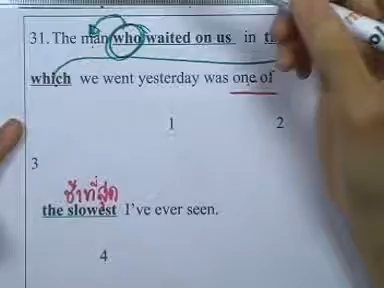 31. The man who waited on us in
which we went yesterday was one of
1 2
3
ช้าที่สุด
the slowest I've ever seen.
4